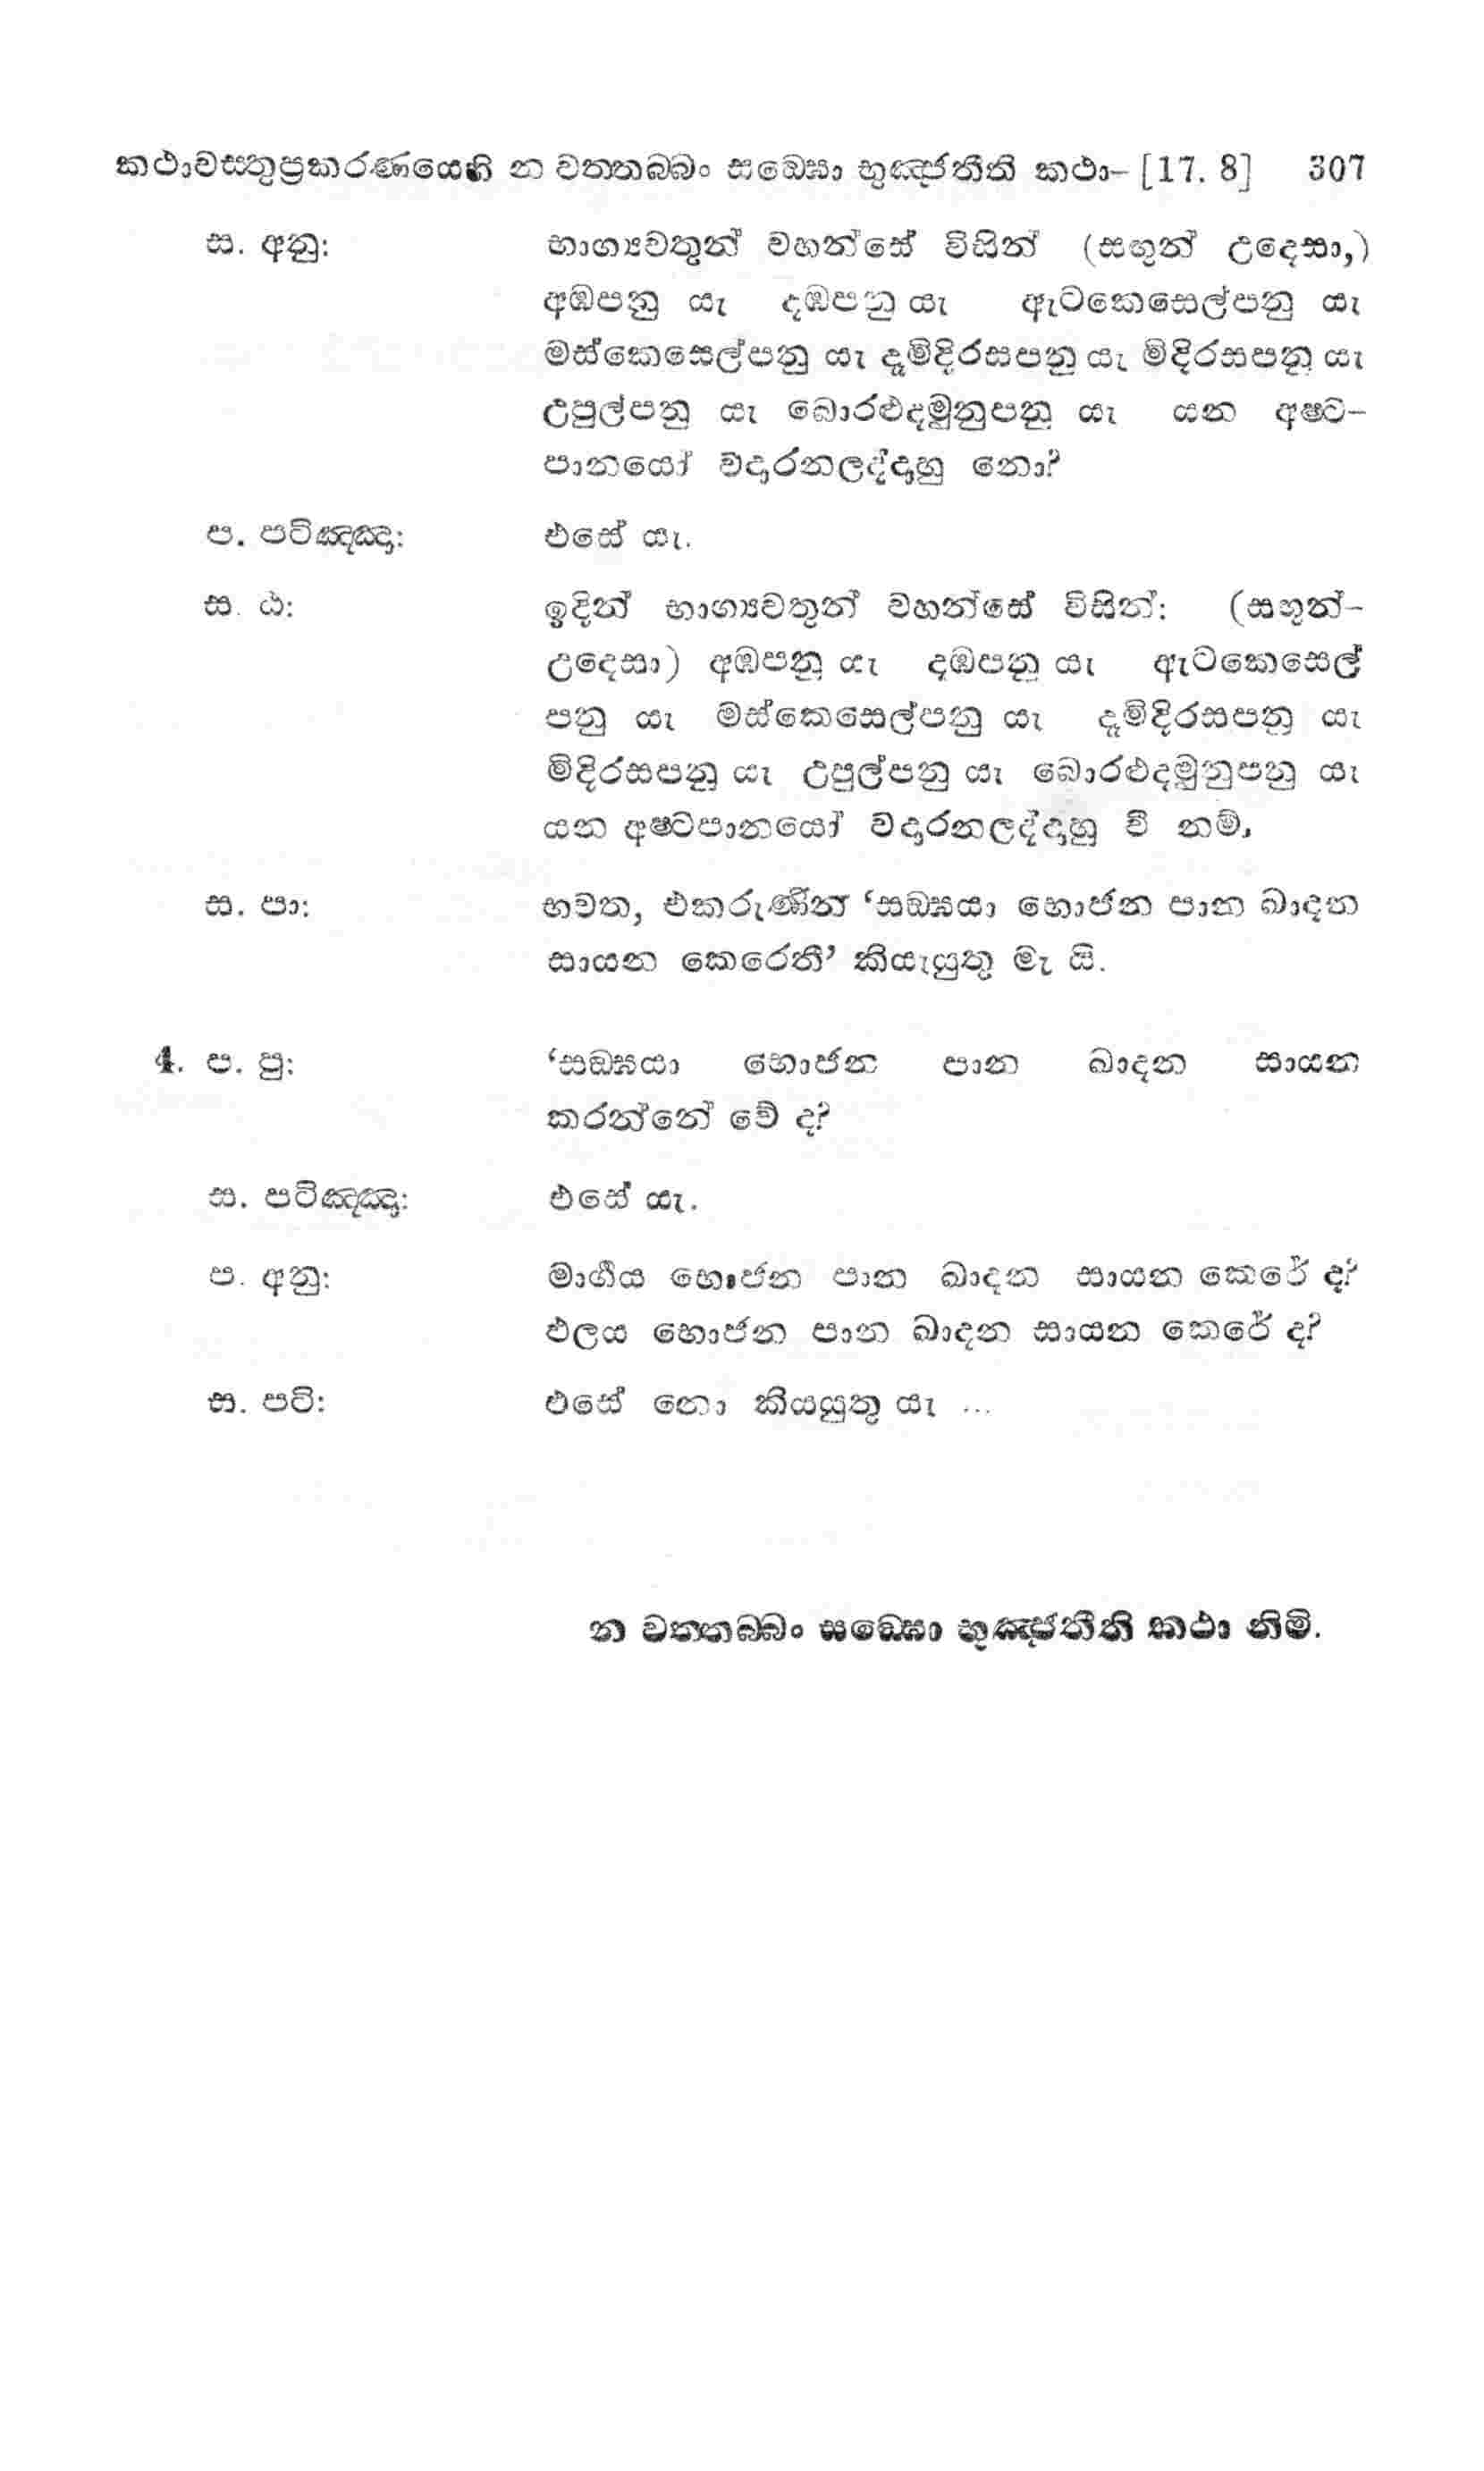 කථාවස්තුප්‍රකරණයෙහි න වත්තබ්බං සඞ්ඝො භුඤ්ජතීති කථා- [17. 8] 307
ස. අනු: භාග්‍යවතුන් වහන්සේ විසින් (සඟුන් උදෙසා,)
අඹපනු යැ දඹපනු යැ ඇටකෙසෙල්පනු යැ
මස්කෙසෙල්පනු යැ දෑමිදිරසපනු යැ මිදිරසපනු යැ
උපුල්පනු යැ බොරළුදමුනුපනු යැ යන අෂ්ට-
පානයෝ වදාරනලද්දාහු නො?
ප. පටිඤ්ඤා: එසේ යැ.
ස. ඨ: ඉදින් භාග්‍යවතුන් වහන්සේ විසින්: (සඟුන්-
උදෙසා) අඹපනු යැ දඹපනු යැ ඇටකෙසෙල්
පනු යැ මස්කෙසෙල්පනු යැ දෑමිදිරසපනු යැ
මිදිරසපනු යැ උපුල්පනු යැ බොරළුදමුනුපනු යැ
යන අෂ්ටපානයෝ වදාරනලද්දාහු වී නම්,
ස. පා: භවත, එකරුණින් ‘සඞ්ඝයා භොජන පාන ඛාදන
සායන කෙරෙතී’ කියැයුතු මැ යි.
4. ප. පු: ‘සඞ්ඝයා භොජන පාන ඛාදන සායන
කරන්නේ වේ ද?
ස. පටිඤ්ඤා: එසේ යැ.
ප. අනු: මාර්ගය භොජන පාන ඛාදන සායන කෙරේ ද?
ඵලය භොජන පාන ඛාදන සායන කෙරේ ද?
ස. පටි: එසේ නො කියයුතු යැ ...
න වත්තබ්බං සඞ්ඝො භුඤ්ජතීති කථා නිමි.